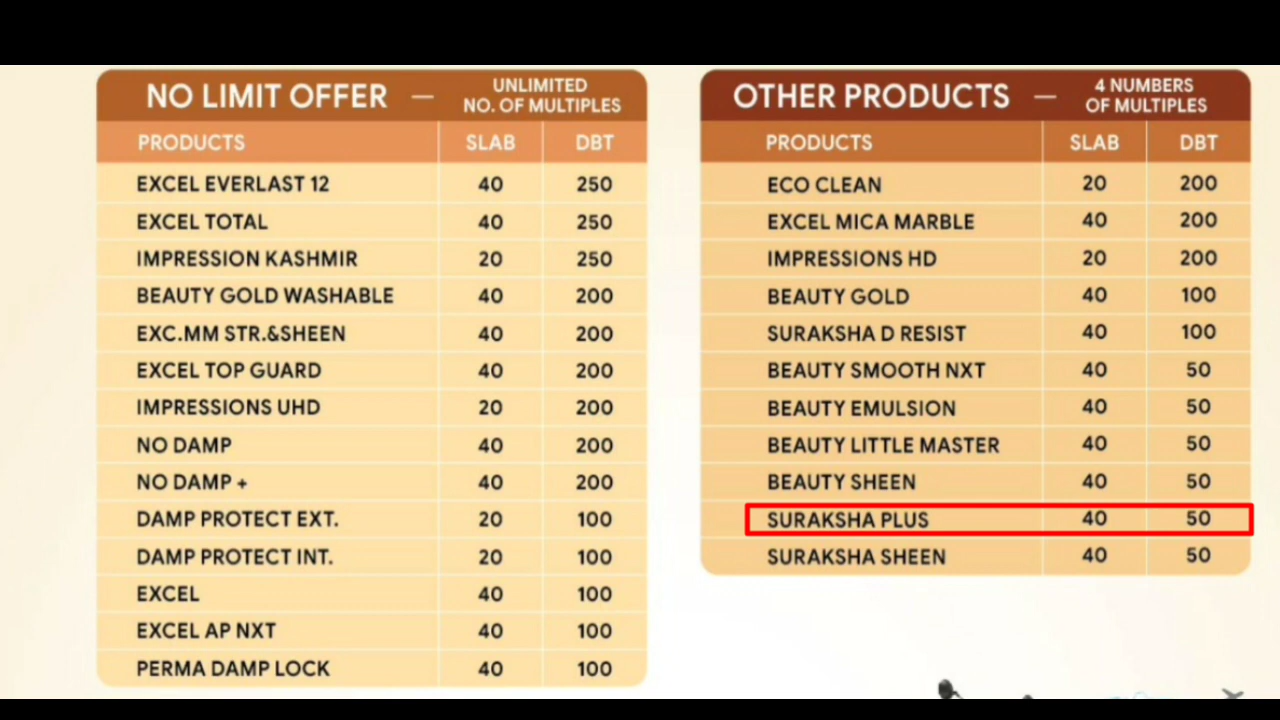 NO LIMIT OFFER — UNLIMITED NO. OF MULTIPLES
PRODUCTS SLAB DBT
EXCEL EVERLAST 12 40 250
EXCEL TOTAL 40 250
IMPRESSION KASHMIR 20 250
BEAUTY GOLD WASHABLE 40 200
EXC.MM STR.&SHEEN 40 200
EXCEL TOP GUARD 40 200
IMPRESSIONS UHD 20 200
NO DAMP 40 200
NO DAMP + 40 200
DAMP PROTECT EXT. 20 100
DAMP PROTECT INT. 20 100
EXCEL 40 100
EXCEL AP NXT 40 100
PERMA DAMP LOCK 40 100
OTHER PRODUCTS — 4 NUMBERS OF MULTIPLES
PRODUCTS SLAB DBT
ECO CLEAN 20 200
EXCEL MICA MARBLE 40 200
IMPRESSIONS HD 20 200
BEAUTY GOLD 40 100
SURAKSHA D RESIST 40 100
BEAUTY SMOOTH NXT 40 50
BEAUTY EMULSION 40 50
BEAUTY LITTLE MASTER 40 50
BEAUTY SHEEN 40 50
SURAKSHA PLUS 40 50
SURAKSHA SHEEN 40 50